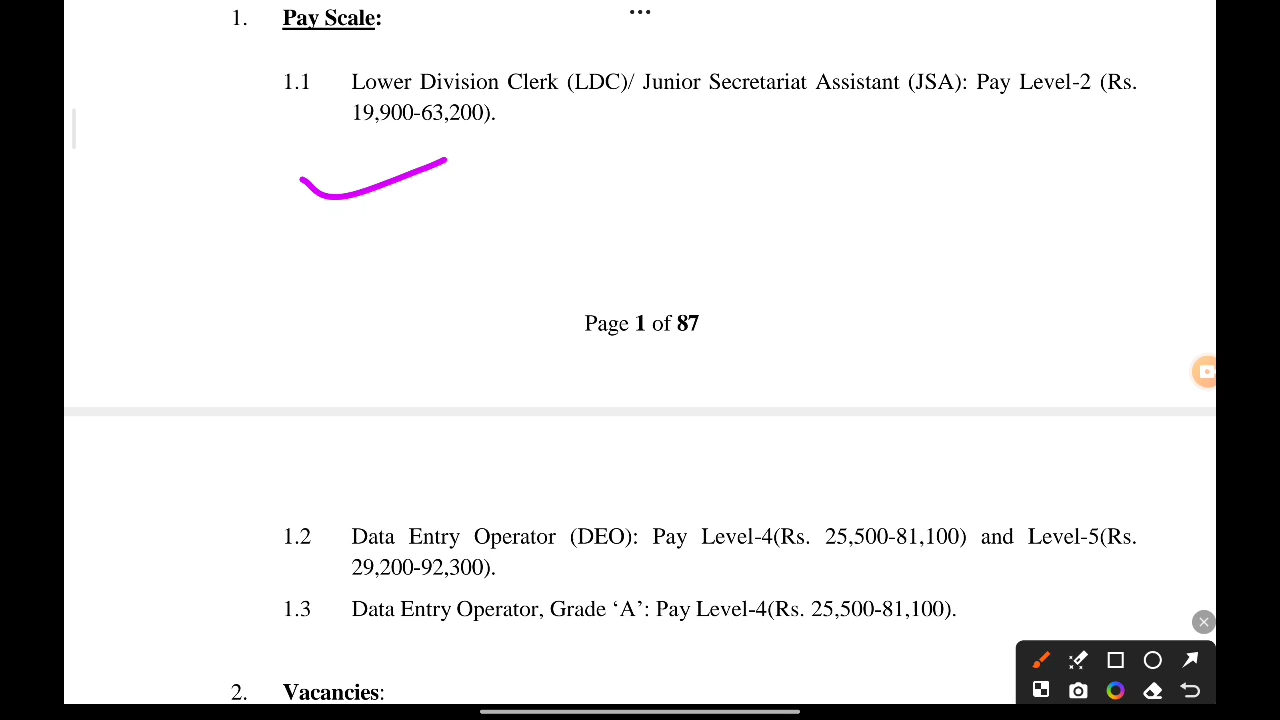 1. Pay Scale:
1.1 Lower Division Clerk (LDC)/ Junior Secretariat Assistant (JSA): Pay Level-2 (Rs.
19,900-63,200).
Page 1 of 87
1.2 Data Entry Operator (DEO): Pay Level-4(Rs. 25,500-81,100) and Level-5(Rs.
29,200-92,300).
1.3 Data Entry Operator, Grade ‘A’: Pay Level-4(Rs. 25,500-81,100).
2. Vacancies: